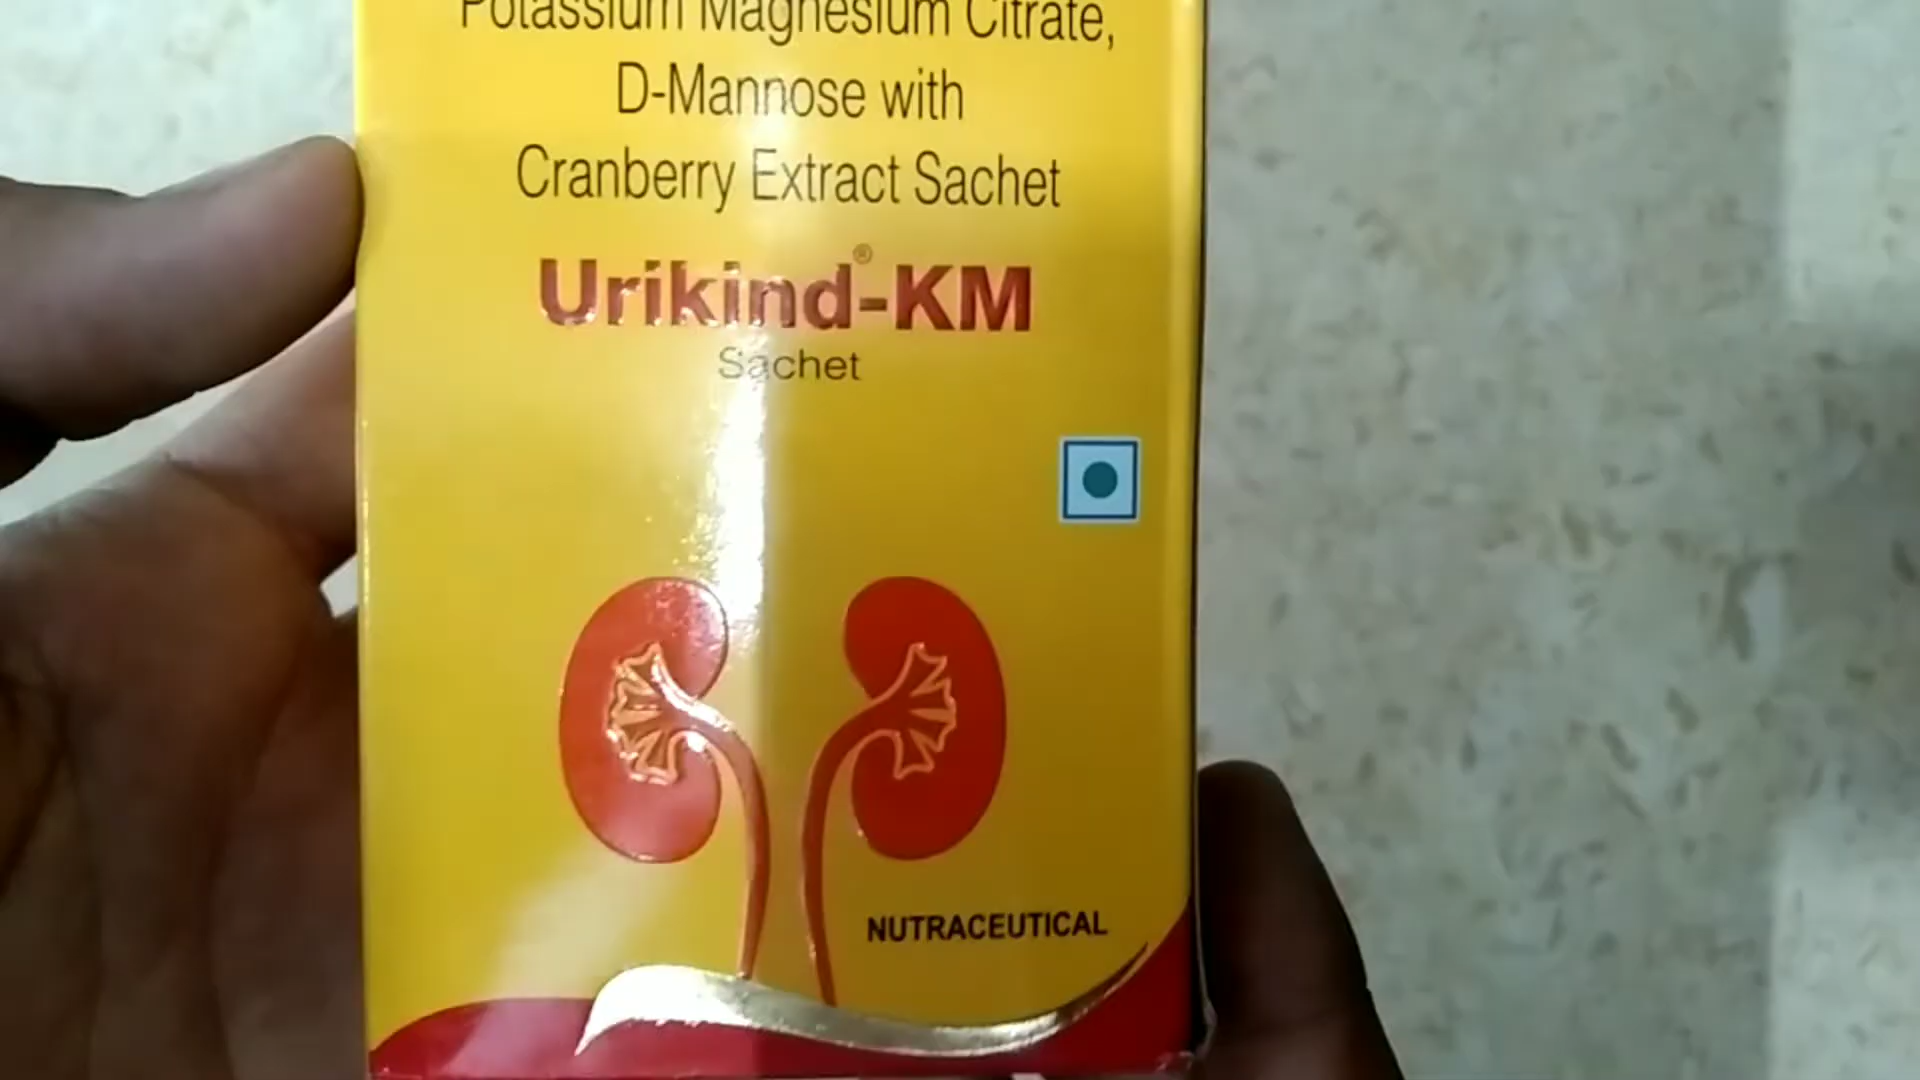 Potassium Magnesium Citrate,
D-Mannose with
Cranberry Extract Sachet
Urikind®-KM
Sachet
NUTRACEUTICAL